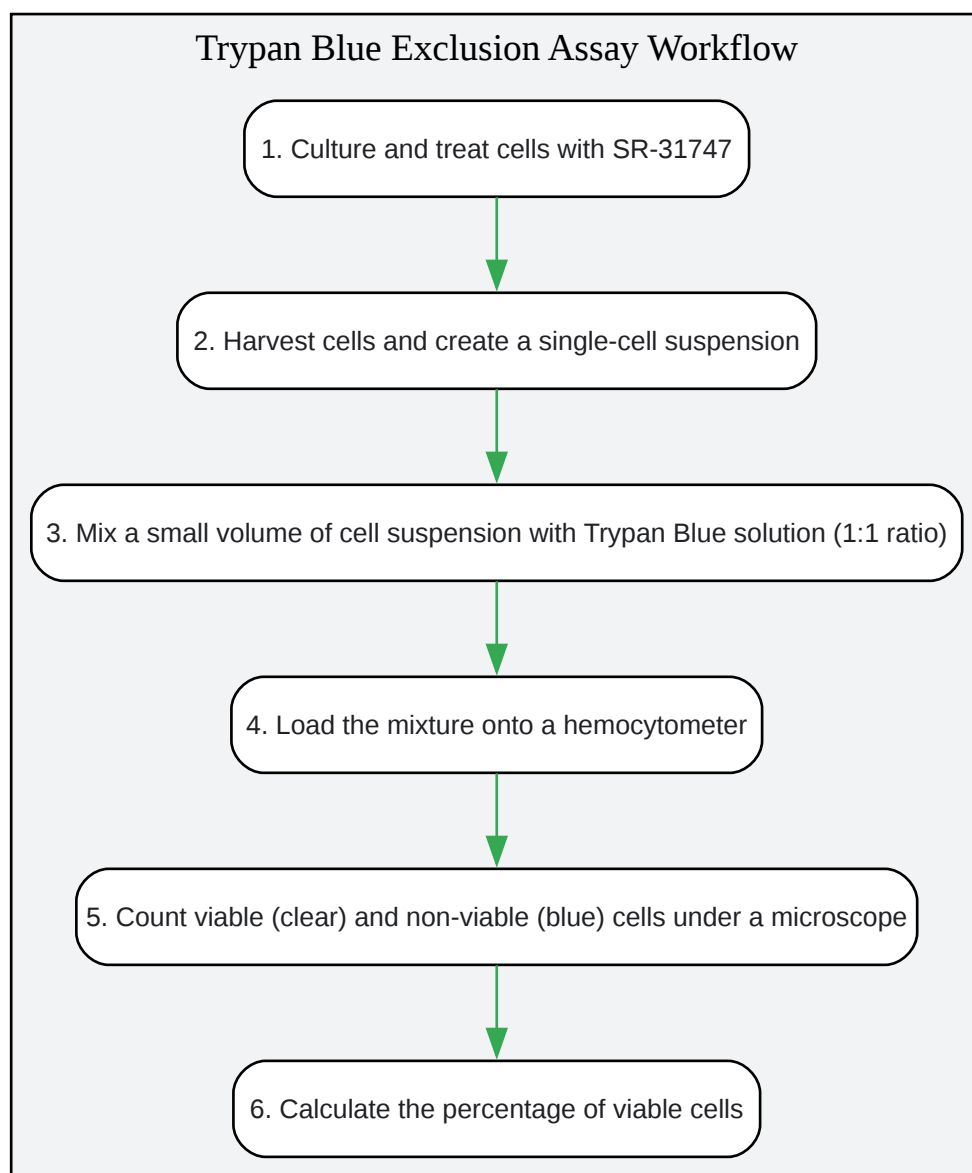 Trypan Blue Exclusion Assay Workflow
1. Culture and treat cells with SR-31747
2. Harvest cells and create a single-cell suspension
3. Mix a small volume of cell suspension with Trypan Blue solution (1:1 ratio)
4. Load the mixture onto a hemocytometer
5. Count viable (clear) and non-viable (blue) cells under a microscope
6. Calculate the percentage of viable cells